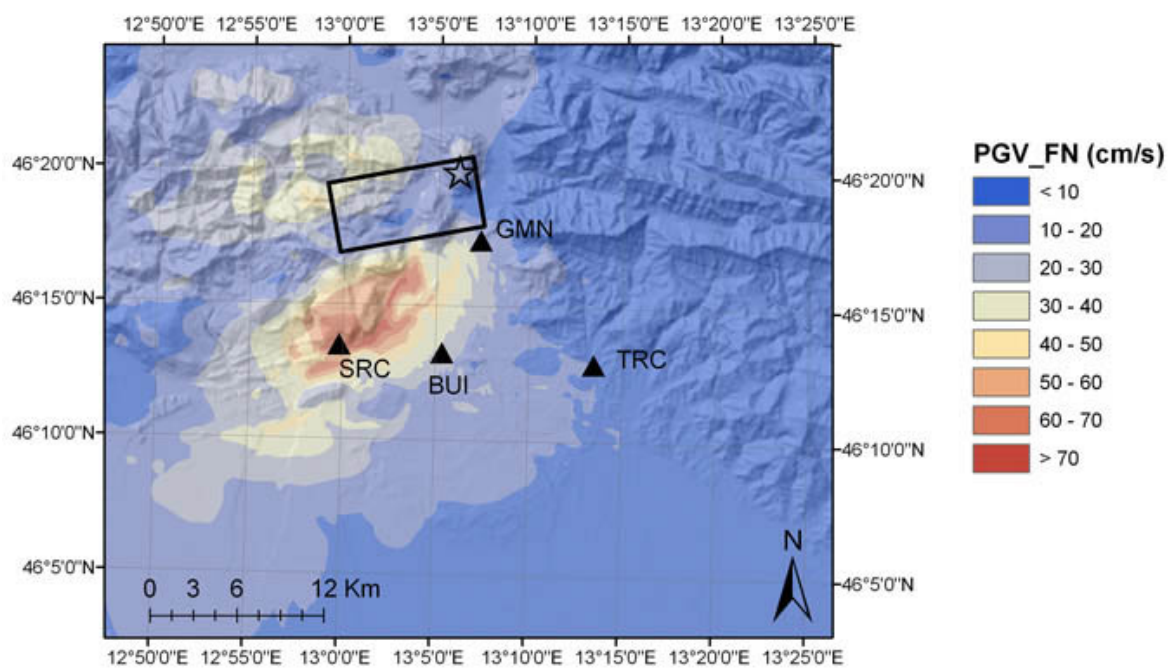 12°50'0"E 12°55'0"E 13°0'0"E 13°5'0"E 13°10'0"E 13°15'0"E 13°20'0"E 13°25'0"E
46°20'0"N
46°15'0"N
46°10'0"N
46°5'0"N
GMN
SRC
BUI
TRC
0 3 6 12 Km
N
46°20'0"N
46°15'0"N
46°10'0"N
46°5'0"N
12°50'0"E 12°55'0"E 13°0'0"E 13°5'0"E 13°10'0"E 13°15'0"E 13°20'0"E 13°25'0"E
PGV_FN (cm/s)
< 10
10 - 20
20 - 30
30 - 40
40 - 50
50 - 60
60 - 70
> 70